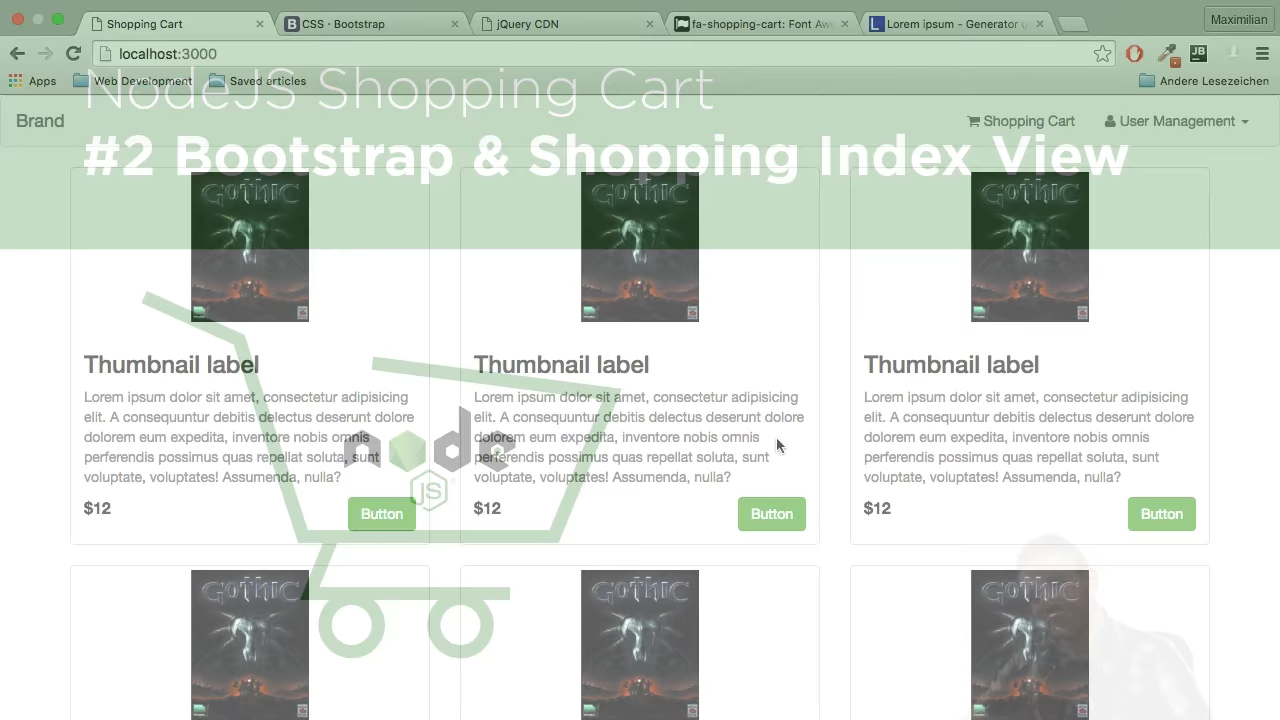 Shopping Cart
CSS · Bootstrap
jQuery CDN
fa-shopping-cart: Font Awe
Lorem ipsum - Generator u
Maximilian
localhost:3000
JB
Apps
Web Development
Saved articles
Andere Lesezeichen
NodeJS Shopping Cart
#2 Bootstrap & Shopping Index View
Brand
Shopping Cart
User Management
GOTHIC
GOTHIC
GOTHIC
Thumbnail label
Lorem ipsum dolor sit amet, consectetur adipisicing
elit. A consequuntur debitis delectus deserunt dolore
dolorem eum expedita, inventore nobis omnis
perferendis possimus quas repellat soluta, sunt
voluptate, voluptates! Assumenda, nulla?
$12
Button
Thumbnail label
Lorem ipsum dolor sit amet, consectetur adipisicing
elit. A consequuntur debitis delectus deserunt dolore
dolorem eum expedita, inventore nobis omnis
perferendis possimus quas repellat soluta, sunt
voluptate, voluptates! Assumenda, nulla?
$12
Button
Thumbnail label
Lorem ipsum dolor sit amet, consectetur adipisicing
elit. A consequuntur debitis delectus deserunt dolore
dolorem eum expedita, inventore nobis omnis
perferendis possimus quas repellat soluta, sunt
voluptate, voluptates! Assumenda, nulla?
$12
Button
node
JS
GOTHIC
GOTHIC
GOTHIC